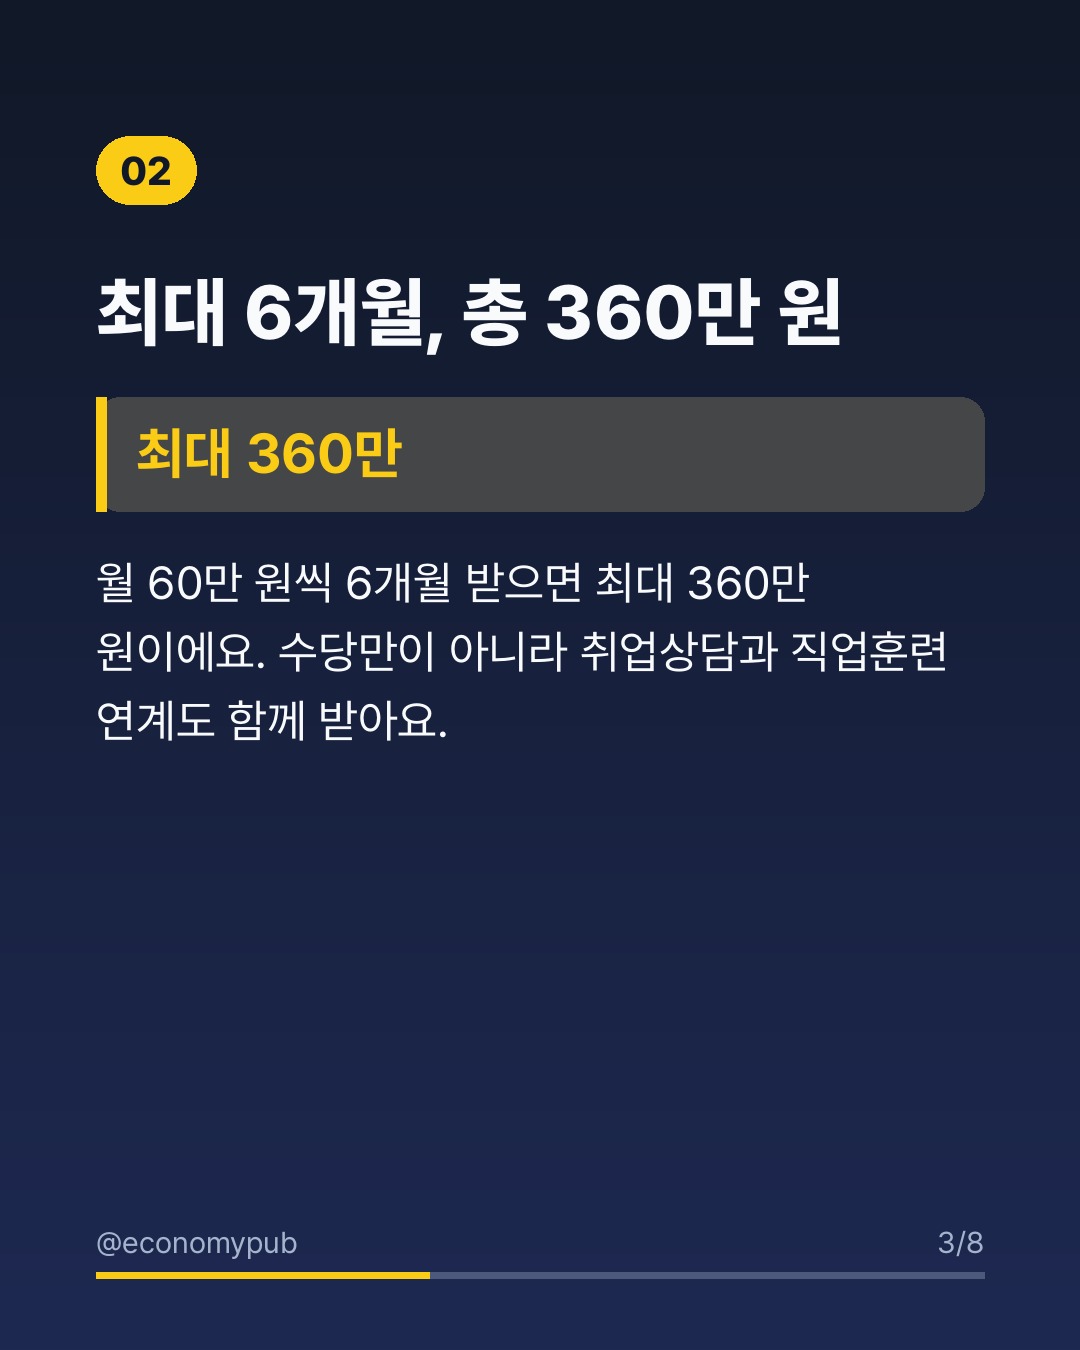 02
최대 6개월, 총 360만 원
최대 360만
월 60만 원씩 6개월 받으면 최대 360만
원이에요. 수당만이 아니라 취업상담과 직업훈련
연계도 함께 받아요.
@economypub
3/8